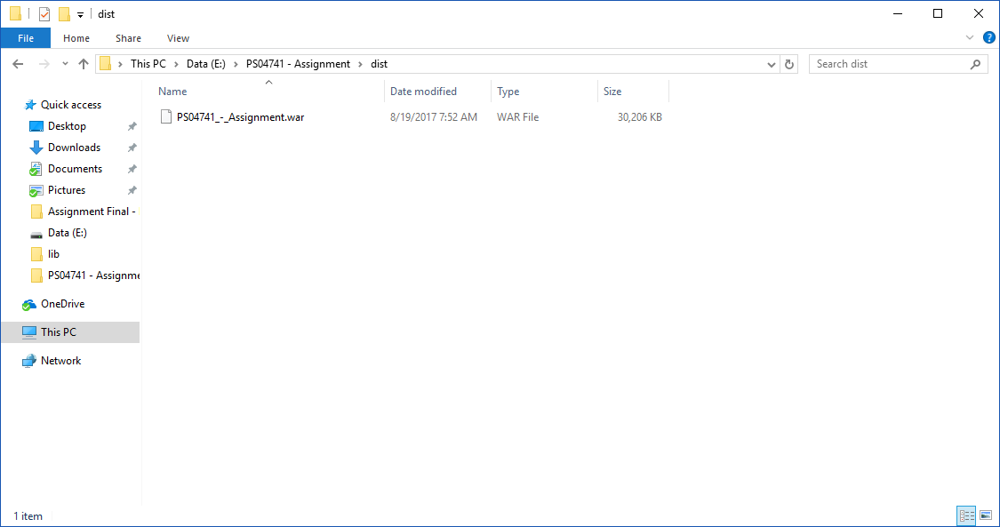 dist
File Home Share View
This PC Data (E:) PS04741 - Assignment dist
Search dist
Name Date modified Type Size
PS04741_-_Assignment.war 8/19/2017 7:52 AM WAR File 30,206 KB
Quick access
Desktop
Downloads
Documents
Pictures
Assignment Final -
Data (E:)
lib
PS04741 - Assignme
OneDrive
This PC
Network
1 item